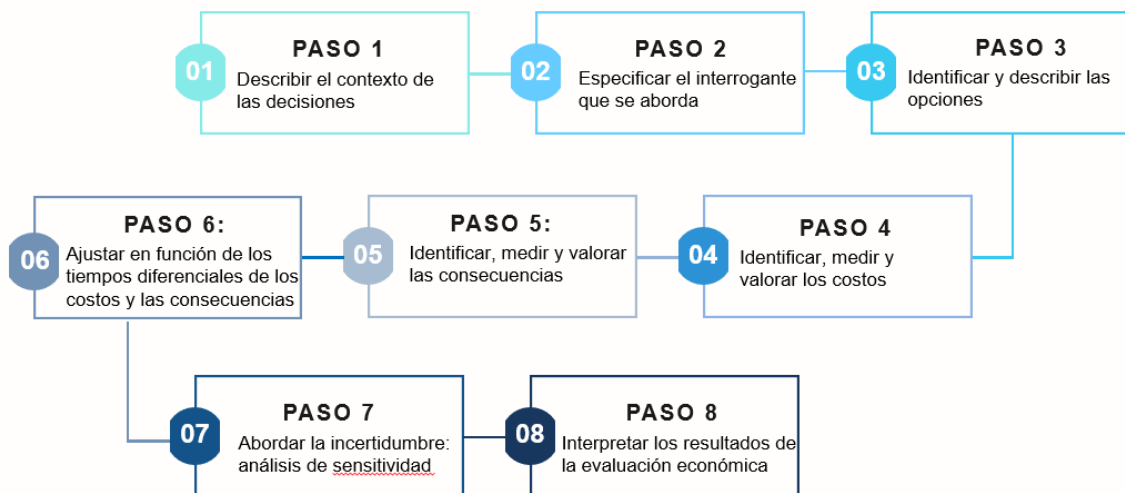 01
PASO 1
Describir el contexto de
las decisiones
02
PASO 2
Especificar el interrogante
que se aborda
03
PASO 3
Identificar y describir las
opciones
04
PASO 4
Identificar, medir y
valorar los costos
05
PASO 5:
Identificar, medir y valorar
las consecuencias
06
PASO 6:
Ajustar en función de los
tiempos diferenciales de los
costos y las consecuencias
07
PASO 7
Abordar la incertidumbre:
análisis de sensitividad
08
PASO 8
Interpretar los resultados de
la evaluación económica